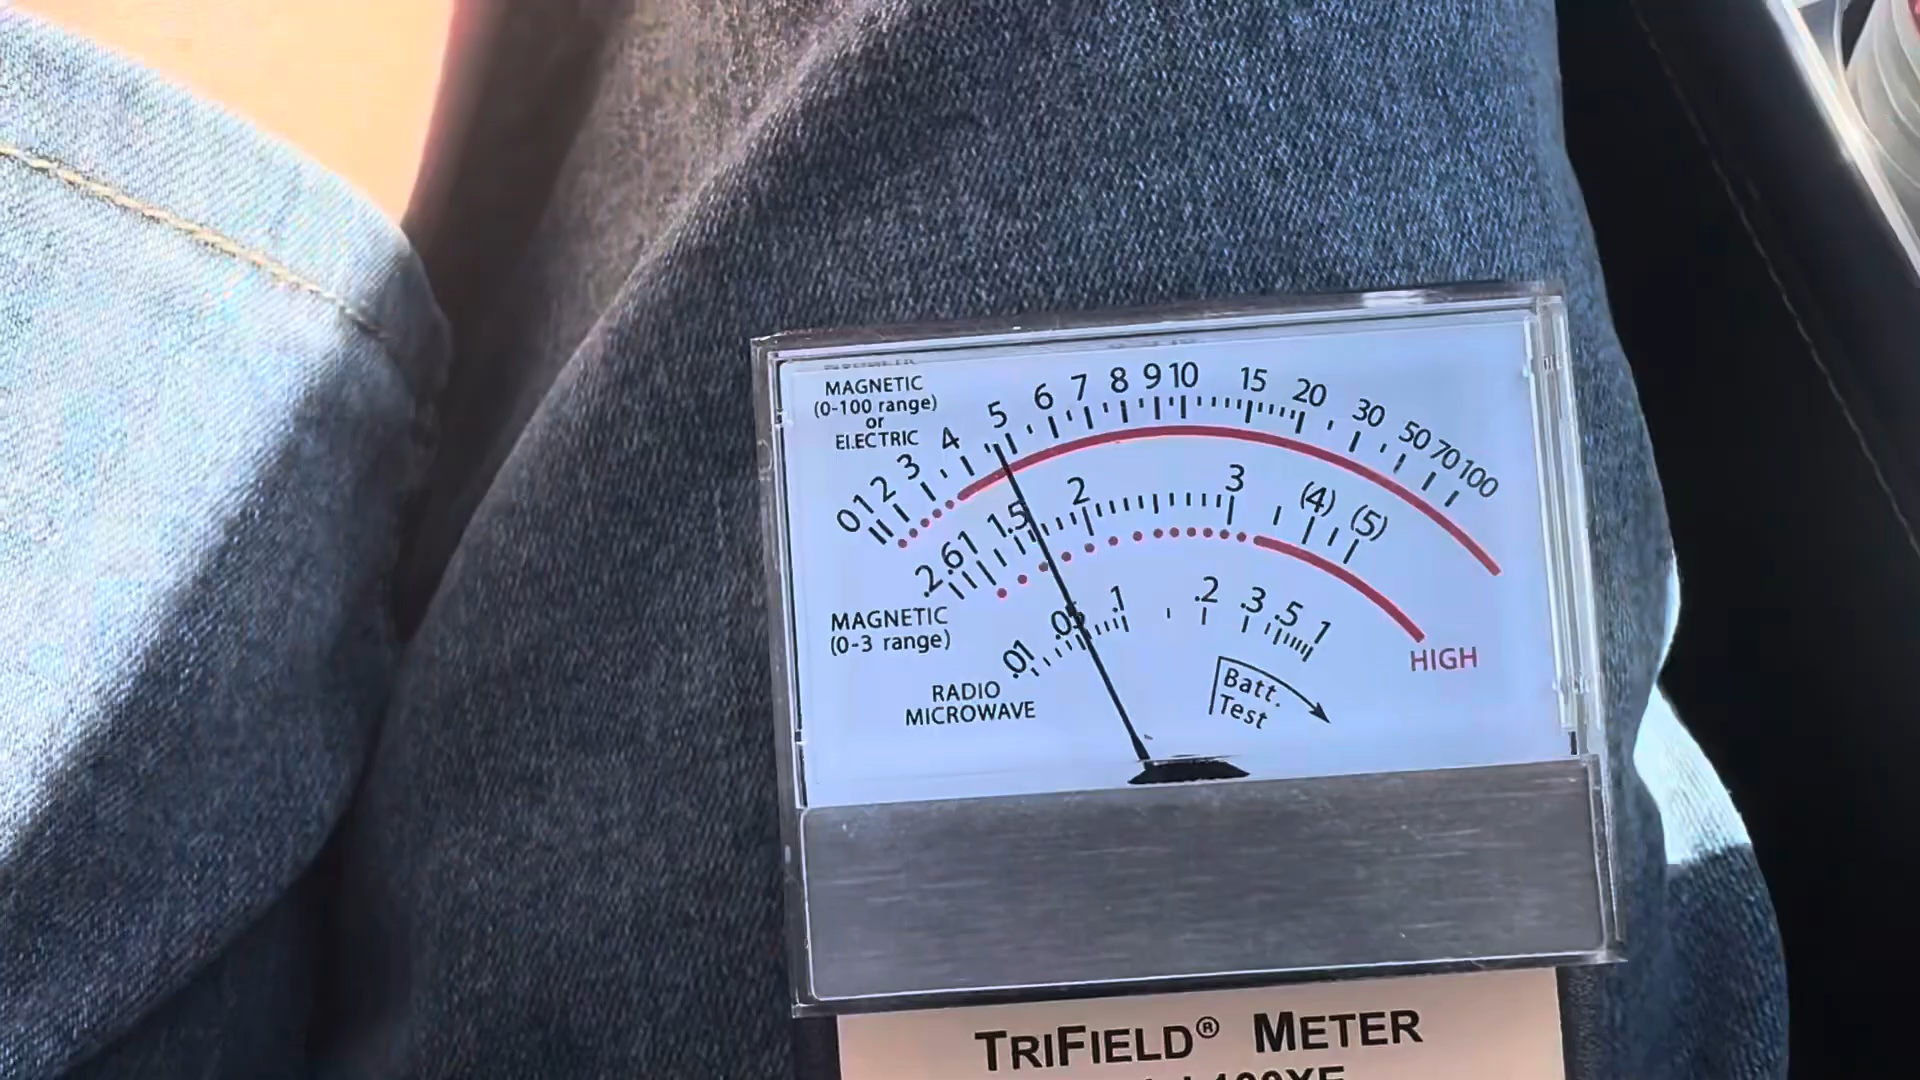 MAGNETIC
(0-100 range)
or
ELECTRIC
0 1 2 3 4 5 6 7 8 9 10 15 20 30 50 70 100
.2 .6 1 1.5 2 3 (4) (5)
MAGNETIC
(0-3 range)
HIGH
.01 .05 .1 .2 .3 .5 1
RADIO
MICROWAVE
Batt.
Test
TRIFIELD® METER
100XE